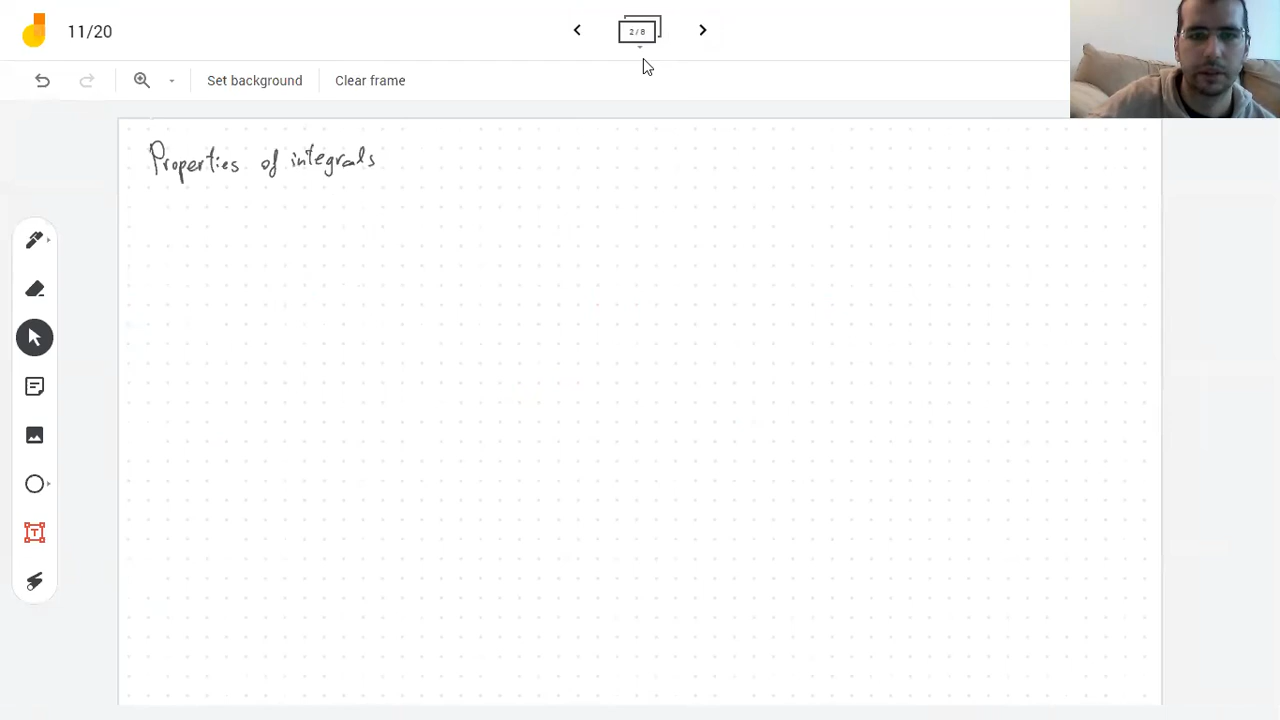 11/20
2 / 8
Set background
Clear frame
Properties of integrals
T